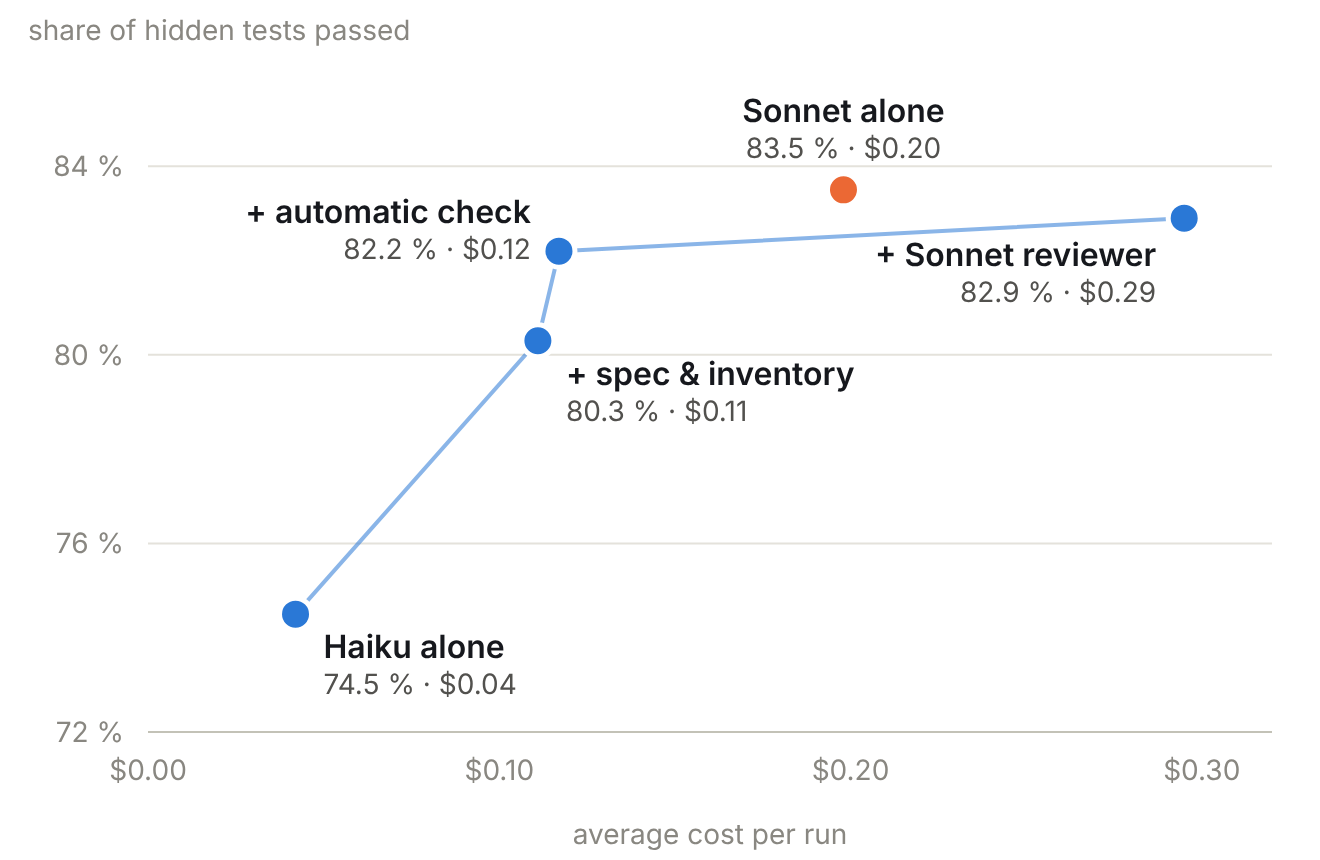 share of hidden tests passed
Sonnet alone
83.5 % · $0.20
84 %
+ automatic check
82.2 % · $0.12
+ Sonnet reviewer
82.9 % · $0.29
80 %
+ spec & inventory
80.3 % · $0.11
76 %
Haiku alone
74.5 % · $0.04
72 %
$0.00 $0.10 $0.20 $0.30
average cost per run